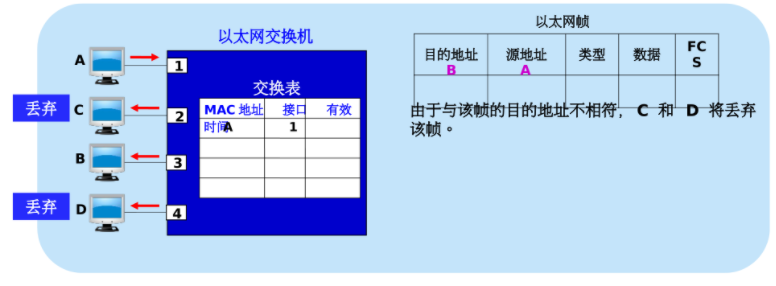 以太网交换机
A
1
丢弃
C
2
B
3
丢弃
D
4
交换表
MAC 地址 接口 有效
时间A 1
以太网帧
目的地址 源地址 类型 数据 FC
S
B A
由于与该帧的目的地址不相符， C 和 D 将丢弃
该帧。